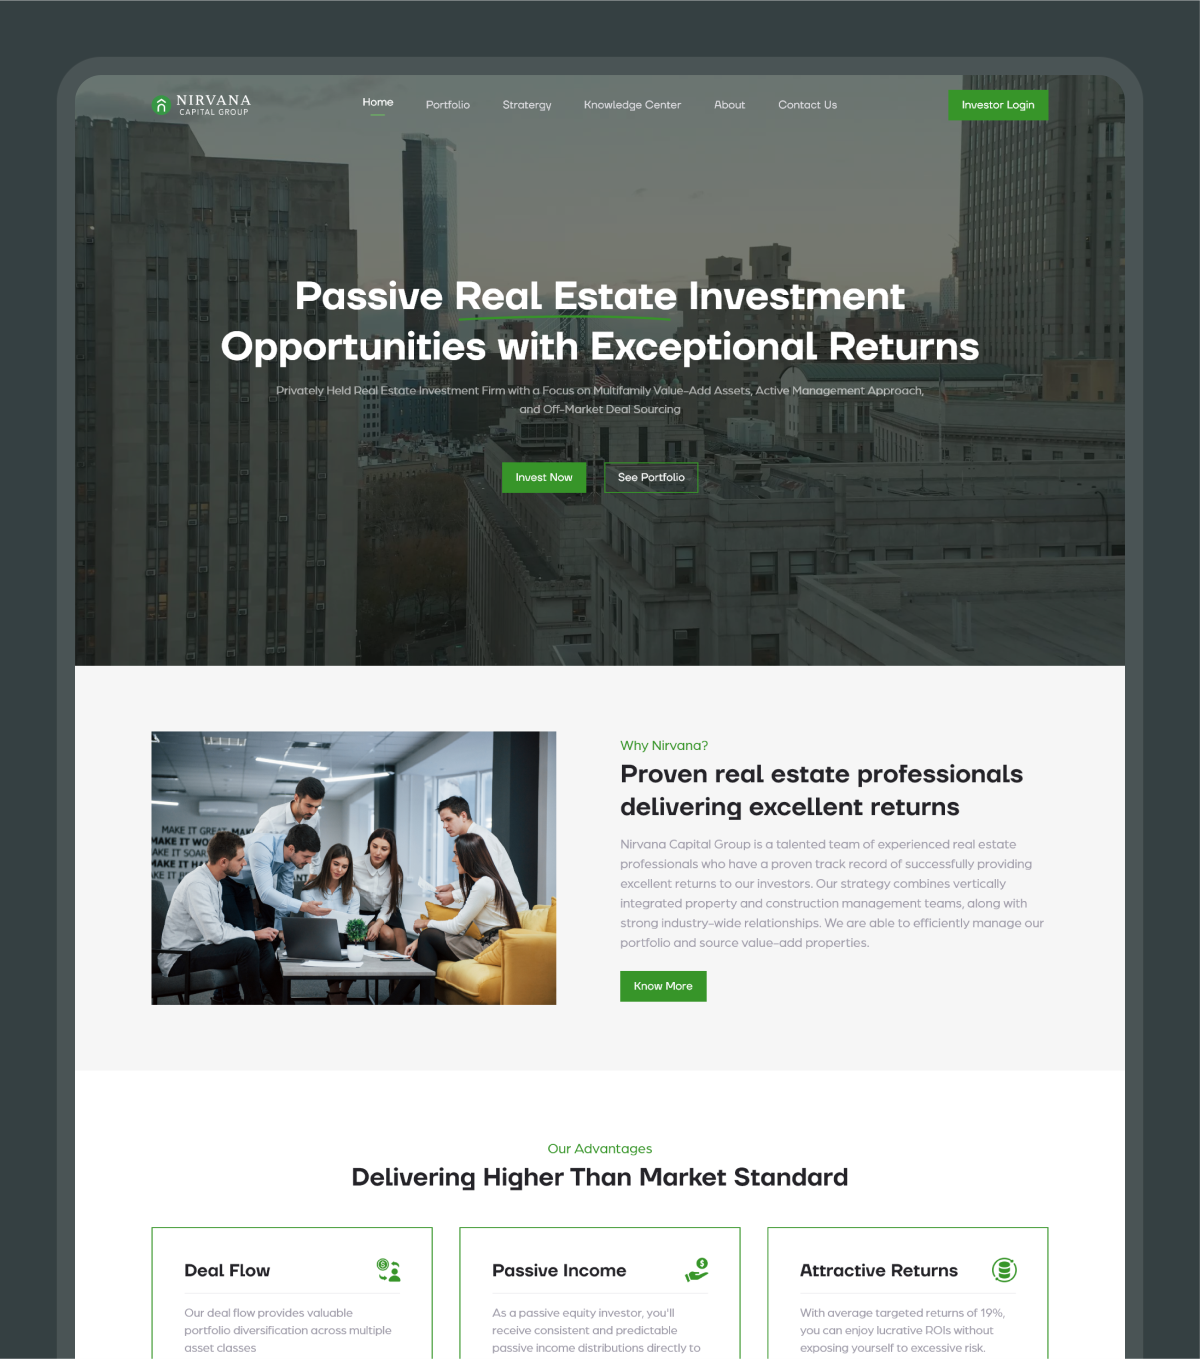 NIRVANA
CAPITAL GROUP
Home
Portfolio
Stratergy
Knowledge Center
About
Contact Us
Investor Login
Passive Real Estate Investment
Opportunities with Exceptional Returns
Privately Held Real Estate Investment Firm with a Focus on Multifamily Value-Add Assets, Active Management Approach,
and Off-Market Deal Sourcing
Invest Now
See Portfolio
MAKE IT GREAT MAK
MAKE IT WO
MAKE IT SOAR
MAKE IT HA
MAKE IT
ANT
Why Nirvana?
Proven real estate professionals
delivering excellent returns
Nirvana Capital Group is a talented team of experienced real estate
professionals who have a proven track record of successfully providing
excellent returns to our investors. Our strategy combines vertically
integrated property and construction management teams, along with
strong industry-wide relationships. We are able to efficiently manage our
portfolio and source value-add properties.
Know More
Our Advantages
Delivering Higher Than Market Standard
Deal Flow
Our deal flow provides valuable
portfolio diversification across multiple
asset classes
Passive Income
As a passive equity investor, you'll
receive consistent and predictable
passive income distributions directly to
Attractive Returns
With average targeted returns of 19%,
you can enjoy lucrative ROIs without
exposing yourself to excessive risk.